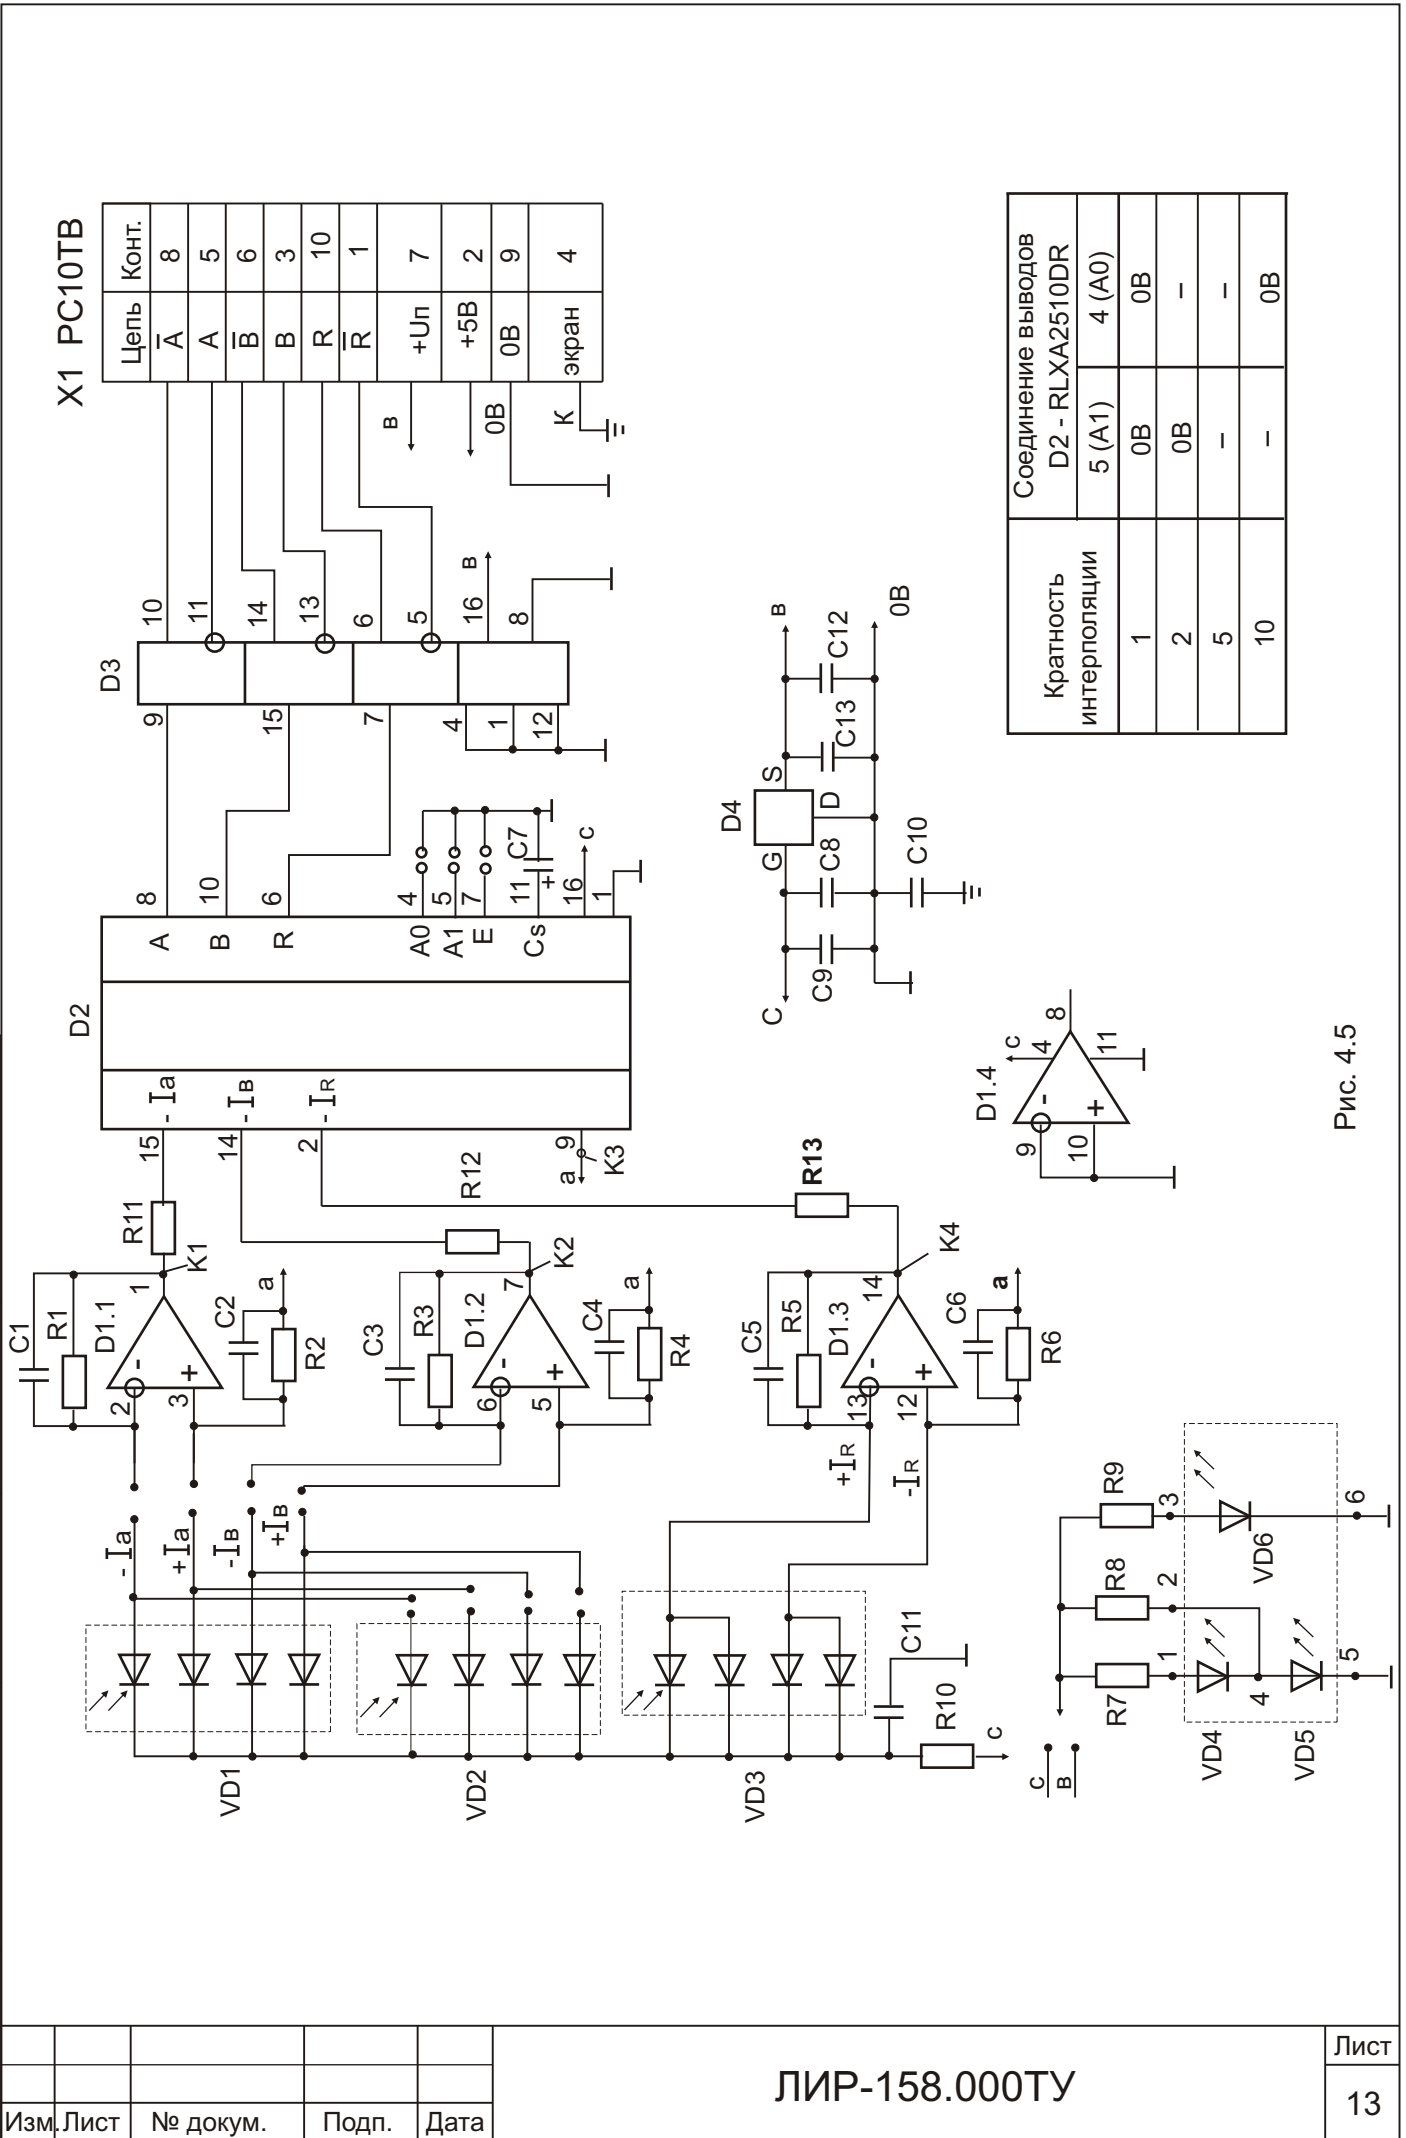 X1 РС10ТВ
Цепь Конт.
A̅ 8
A 5
B̅ 6
B 3
R 10
R̅ 1
+Uп 7
+5В 2
0В 9
экран 4
в
0В
К
D3
9
15
7
4
1
12
10
11
14
13
6
5
16
в
8
D2
- Ia
- Iв
- IR
15
14
2
9
a
К3
A
B
R
A0
A1
E
Cs
8
10
6
4
5
7
11
+
C7
16
c
1
C1
R1
D1.1
2
3
-
+
1
К1
R11
C2
R2
a
C3
R3
D1.2
6
5
-
+
7
К2
R12
C4
R4
a
C5
R5
D1.3
13
12
-
+
14
К4
R13
C6
R6
a
- Ia
+Ia
- Iв
+Iв
+IR
-IR
VD1
VD2
VD3
C11
R10
c
c
в
R7
R8
R9
1
2
3
4
5
6
VD4
VD5
VD6
D4
G
S
D
C
в
C9
C8
C13
C12
C10
0В
D1.4
c
4
8
9
10
11
-
+
Кратность интерполяции
Соединение выводов
D2 - RLXA2510DR
5 (A1) 4 (A0)
1 0В 0В
2 0В –
5 – –
10 – 0В
Рис. 4.5
Изм. Лист № докум. Подп. Дата
ЛИР-158.000ТУ
Лист
13